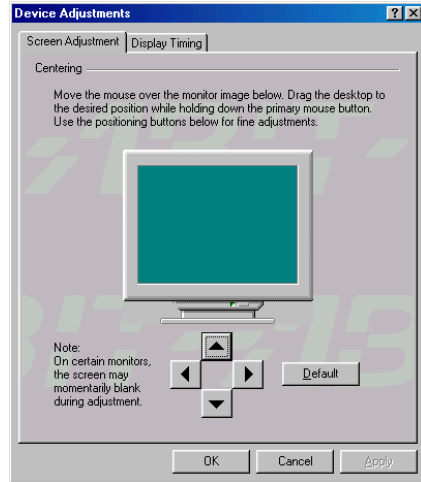 Device Adjustments
Screen Adjustment
Display Timing
Centering
Move the mouse over the monitor image below. Drag the desktop to
the desired position while holding down the primary mouse button.
Use the positioning buttons below for fine adjustments.
Note:
On certain monitors,
the screen may
momentarily blank
during adjustment.
Default
OK
Cancel
Apply